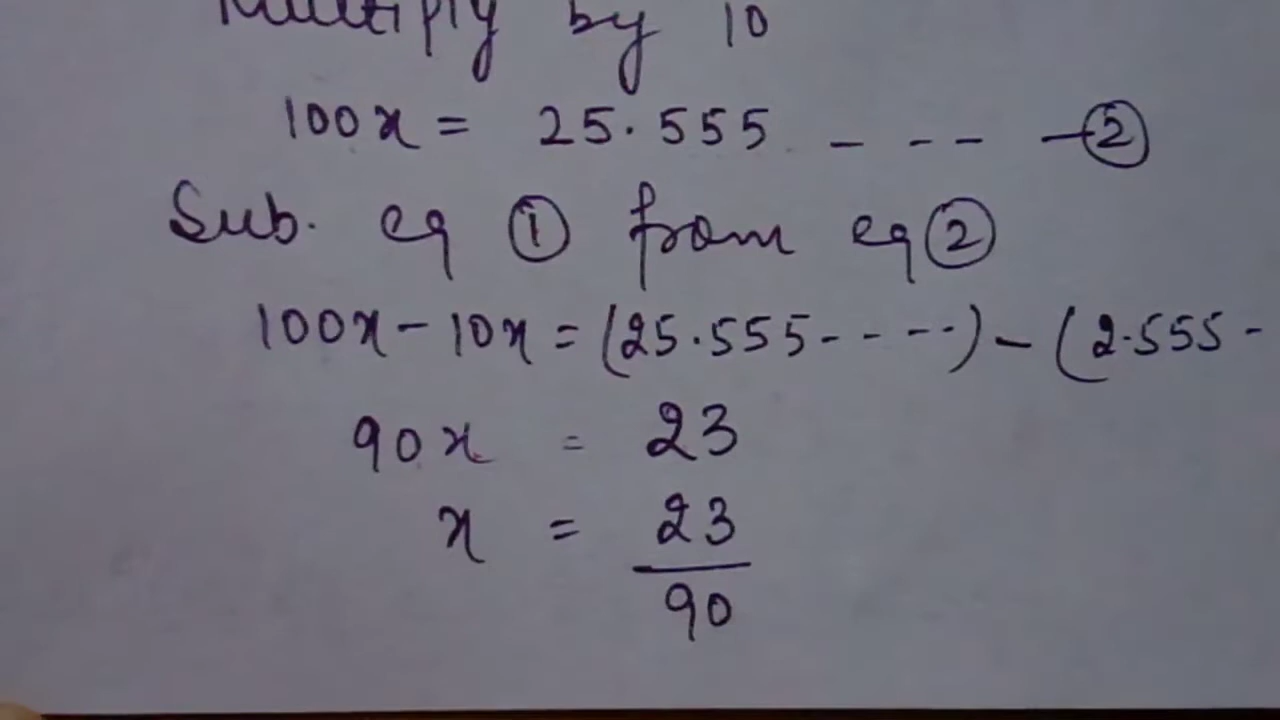 Multiply by 10
100x = 25.555 - - - - ②
Sub. eq ① from eq ②
100x - 10x = (25.555 - - - - -) - (2.555 -
90x = 23
x = 23
90